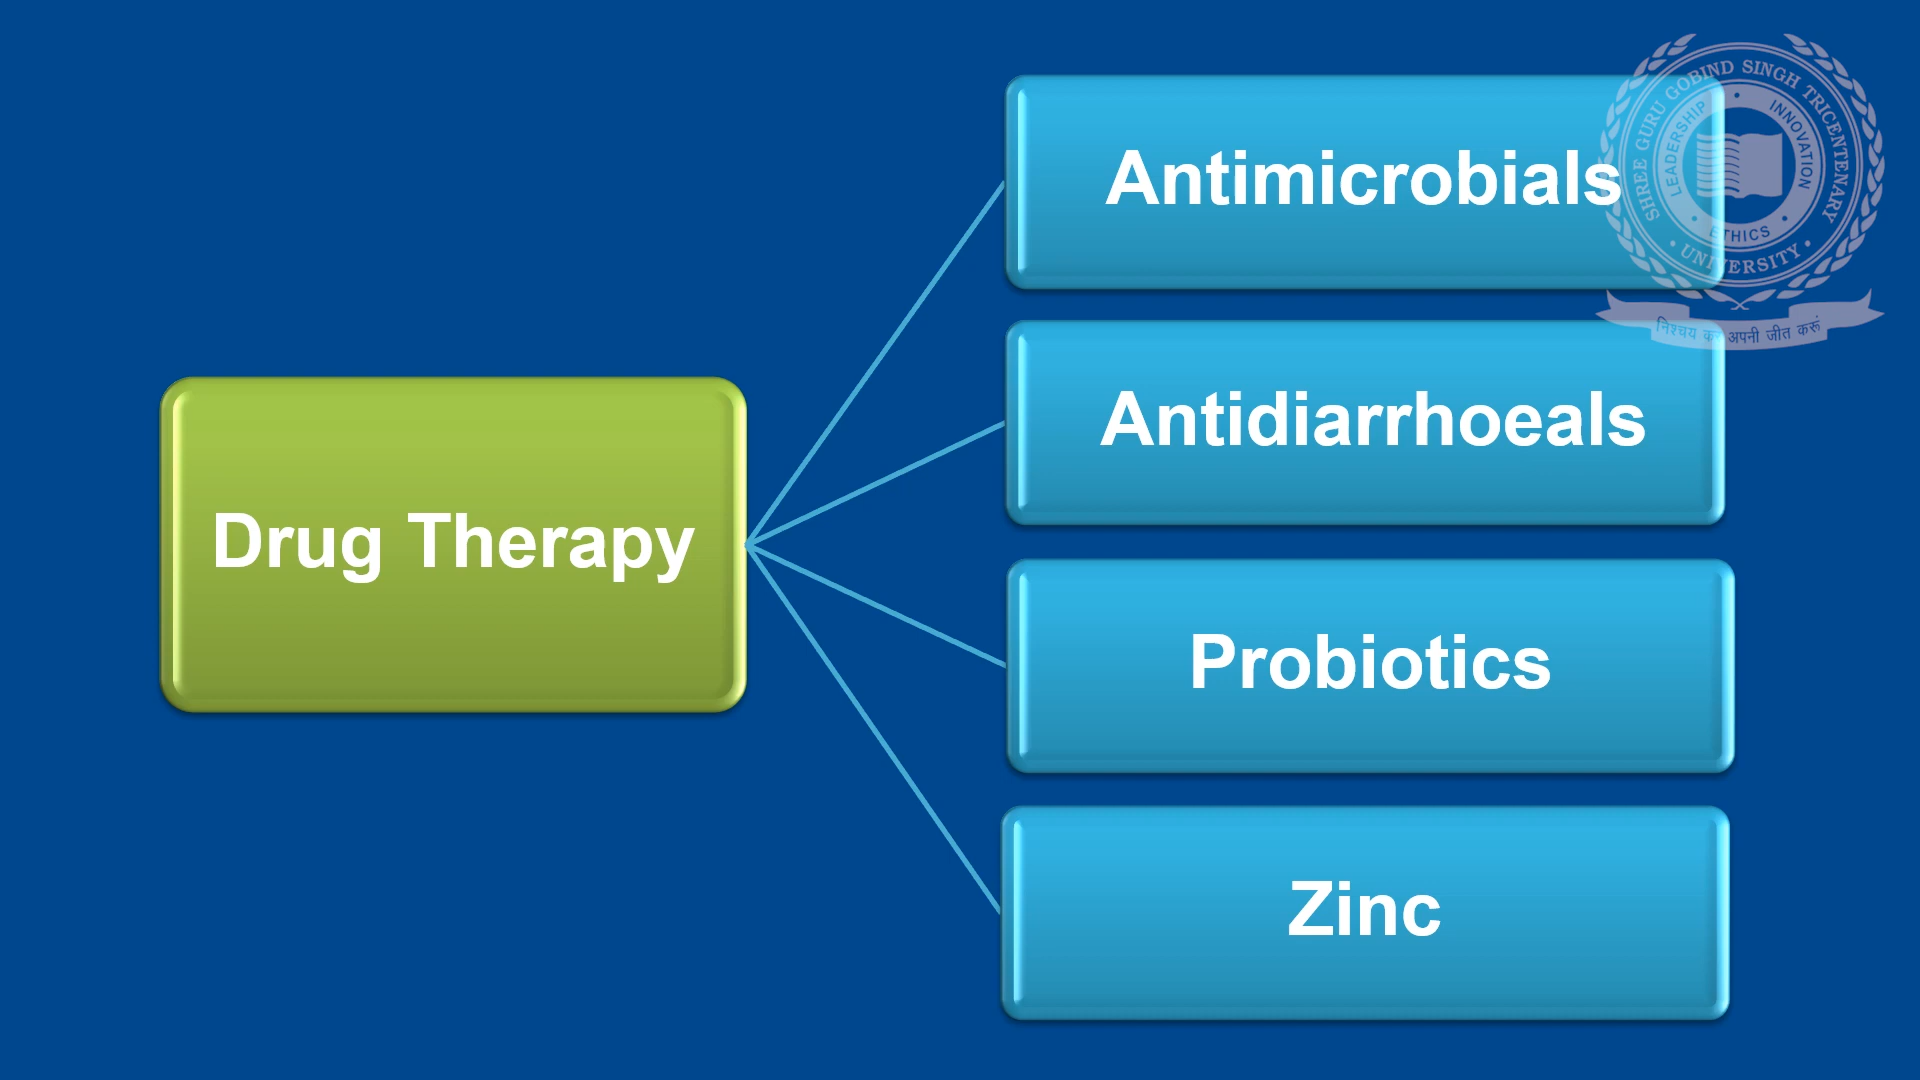 Drug Therapy
Antimicrobials
Antidiarrhoeals
Probiotics
Zinc
SHREE GURU GOBIND SINGH TRICENTENARY
UNIVERSITY
LEADERSHIP
INNOVATION
ETHICS
निश्चय कर अपनी जीत करूं